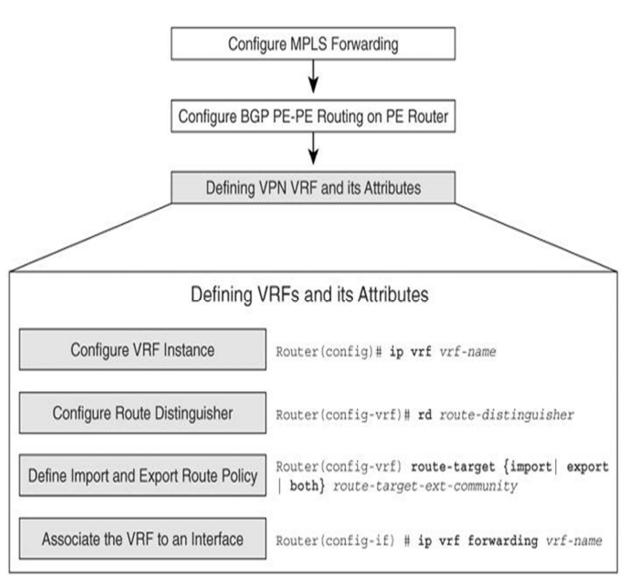 Configure MPLS Forwarding
Configure BGP PE-PE Routing on PE Router
Defining VPN VRF and its Attributes
Defining VRFs and its Attributes
Configure VRF Instance
Router(config)# ip vrf vrf-name
Configure Route Distinguisher
Router(config-vrf)# rd route-distinguisher
Define Import and Export Route Policy
Router(config-vrf) route-target {import| export
| both} route-target-ext-community
Associate the VRF to an Interface
Router(config-if) # ip vrf forwarding vrf-name